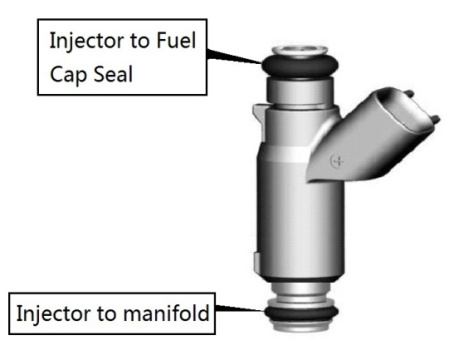 Injector to Fuel
Cap Seal
Injector to manifold